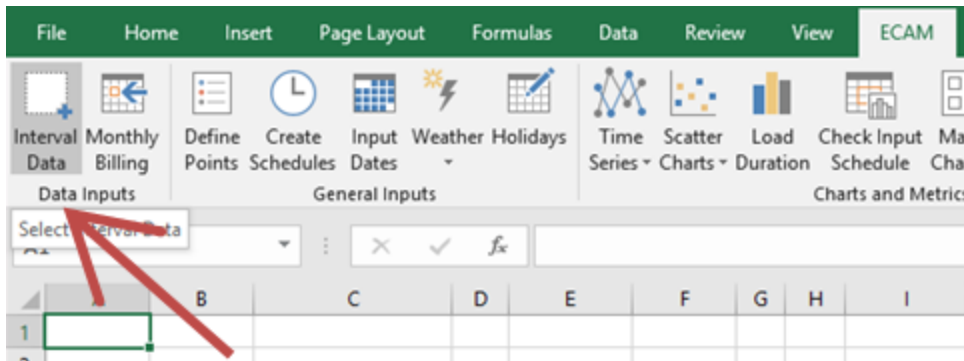 File Home Insert Page Layout Formulas Data Review View ECAM
Interval Monthly Define Create Input Weather Holidays Time Scatter Load Check Input
Data Billing Points Schedules Dates Series Charts Duration Schedule
Data Inputs General Inputs Charts and
Select Data
fx
A B C D E F G H I
1